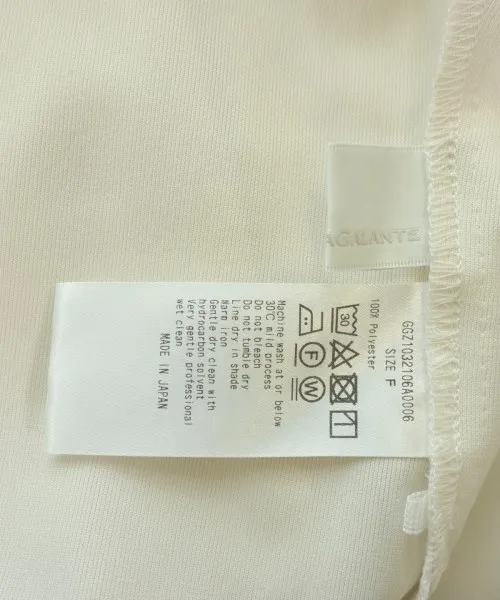 AGALANTE
GGZ1032106A0006
SIZE F
100% Polyester
30
F
W
Machine wash at or below
30℃ mild process
Do not bleach
Do not tumble dry
Line dry in shade
Warm iron
Gentle dry clean with
hydrocarbon solvent
Very gentle professional
wet clean
MADE IN JAPAN